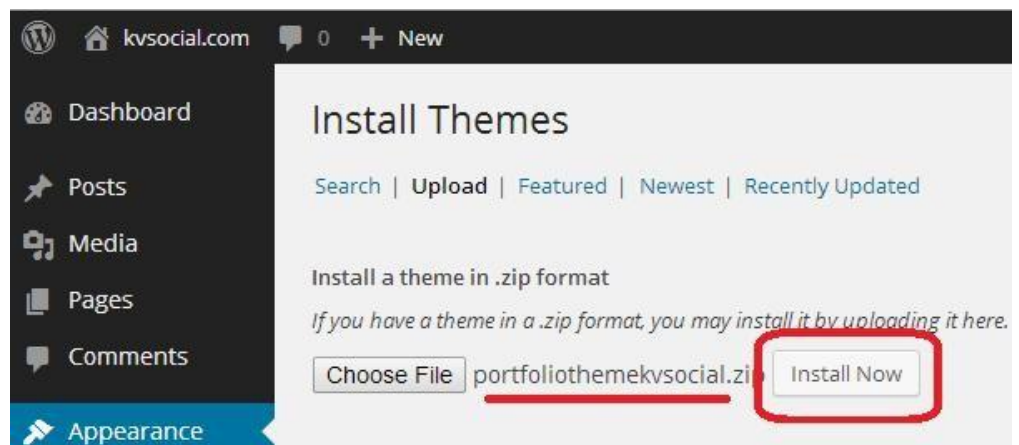 kvsocial.com 0 + New
Dashboard
Install Themes
Posts
Search | Upload | Featured | Newest | Recently Updated
Media
Install a theme in .zip format
Pages
If you have a theme in a .zip format, you may install it by uploading it here.
Comments
Choose File portfoliothemekvsocial.zip Install Now
Appearance